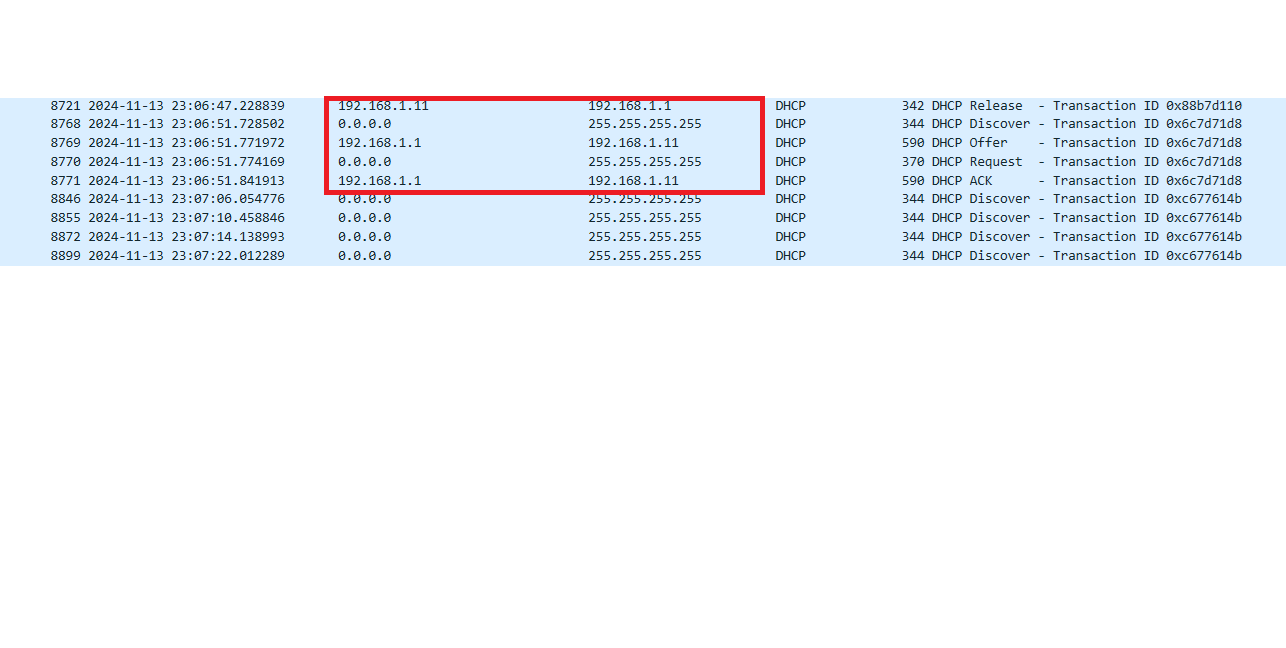 8721 2024-11-13 23:06:47.228839 192.168.1.11 192.168.1.1 DHCP 342 DHCP Release - Transaction ID 0x88b7d110
8768 2024-11-13 23:06:51.728502 0.0.0.0 255.255.255.255 DHCP 344 DHCP Discover - Transaction ID 0x6c7d71d8
8769 2024-11-13 23:06:51.771972 192.168.1.1 192.168.1.11 DHCP 590 DHCP Offer - Transaction ID 0x6c7d71d8
8770 2024-11-13 23:06:51.774169 0.0.0.0 255.255.255.255 DHCP 370 DHCP Request - Transaction ID 0x6c7d71d8
8771 2024-11-13 23:06:51.841913 192.168.1.1 192.168.1.11 DHCP 590 DHCP ACK - Transaction ID 0x6c7d71d8
8846 2024-11-13 23:07:06.054776 0.0.0.0 255.255.255.255 DHCP 344 DHCP Discover - Transaction ID 0xc677614b
8855 2024-11-13 23:07:10.458846 0.0.0.0 255.255.255.255 DHCP 344 DHCP Discover - Transaction ID 0xc677614b
8872 2024-11-13 23:07:14.138993 0.0.0.0 255.255.255.255 DHCP 344 DHCP Discover - Transaction ID 0xc677614b
8899 2024-11-13 23:07:22.012289 0.0.0.0 255.255.255.255 DHCP 344 DHCP Discover - Transaction ID 0xc677614b